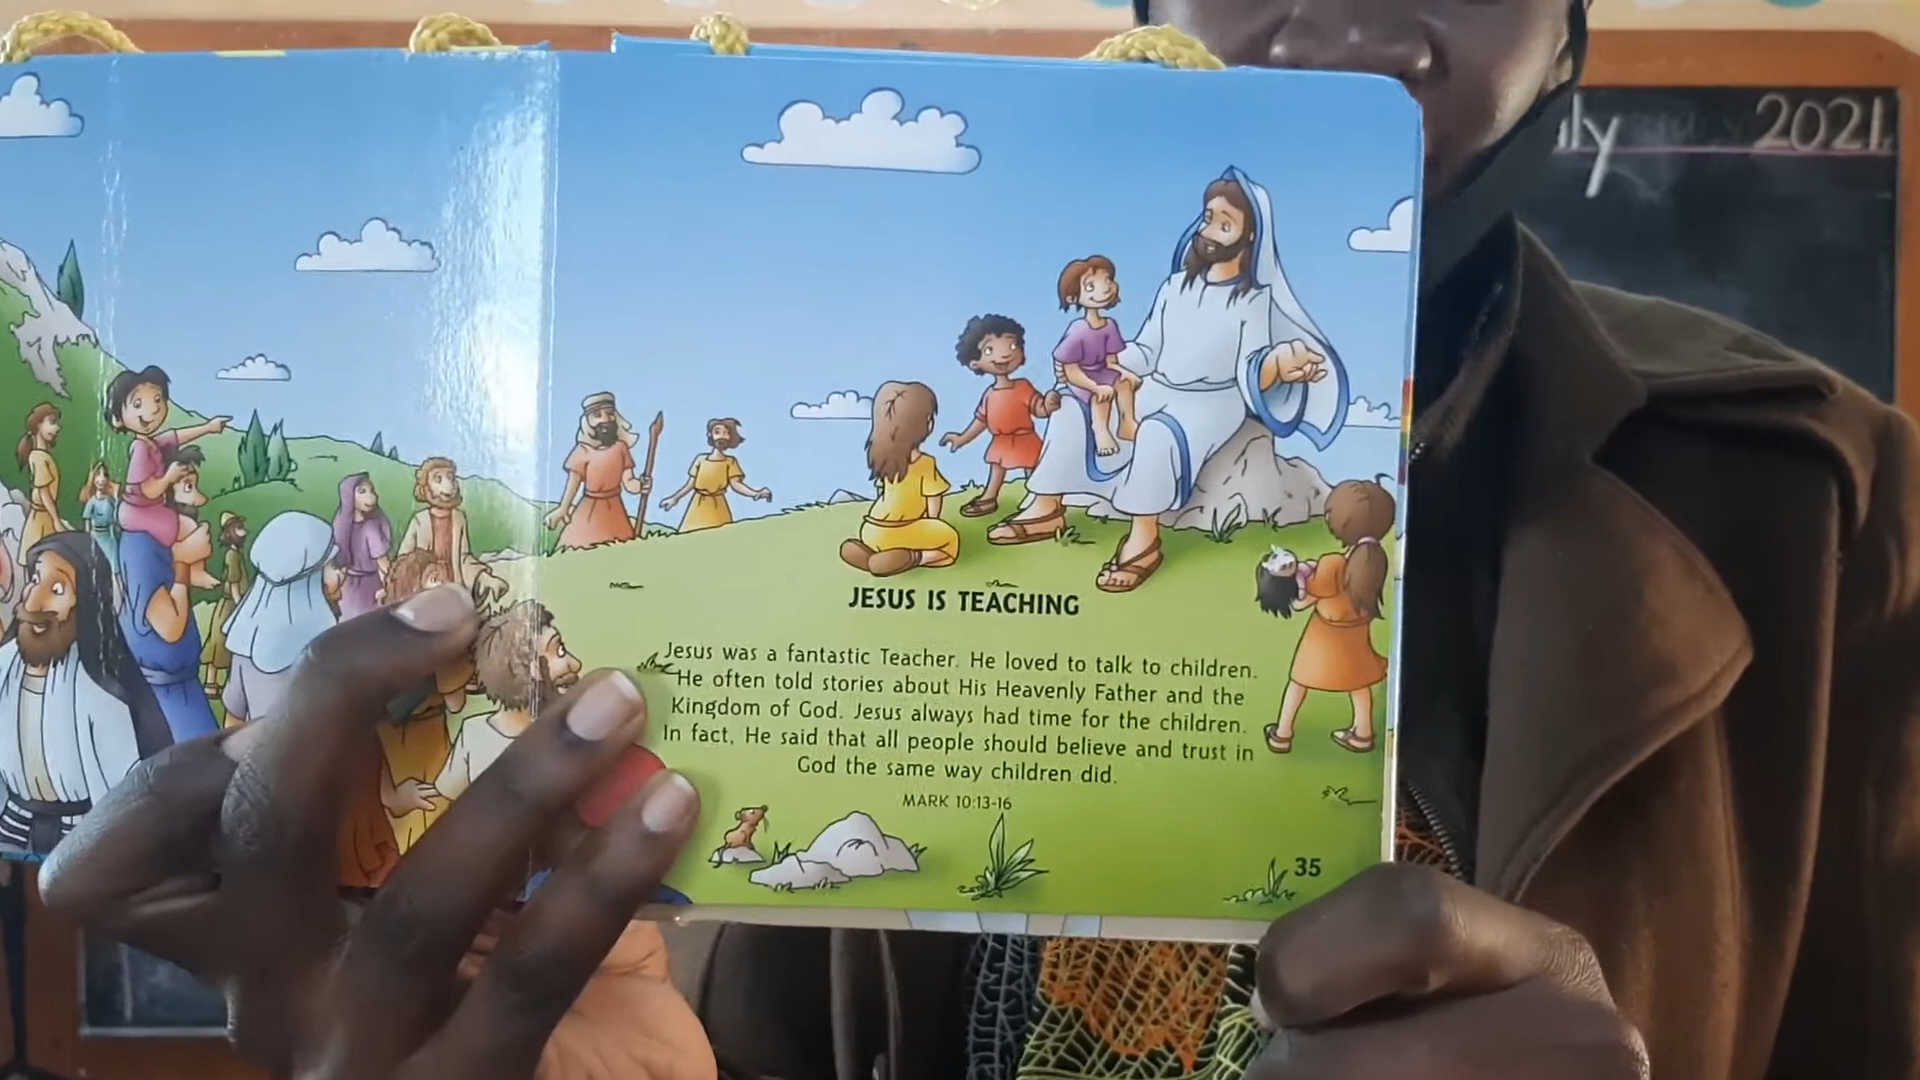 2021
JESUS IS TEACHING
Jesus was a fantastic Teacher. He loved to talk to children.
He often told stories about His Heavenly Father and the
Kingdom of God. Jesus always had time for the children.
In fact, He said that all people should believe and trust in
God the same way children did.
MARK 10:13-16
35